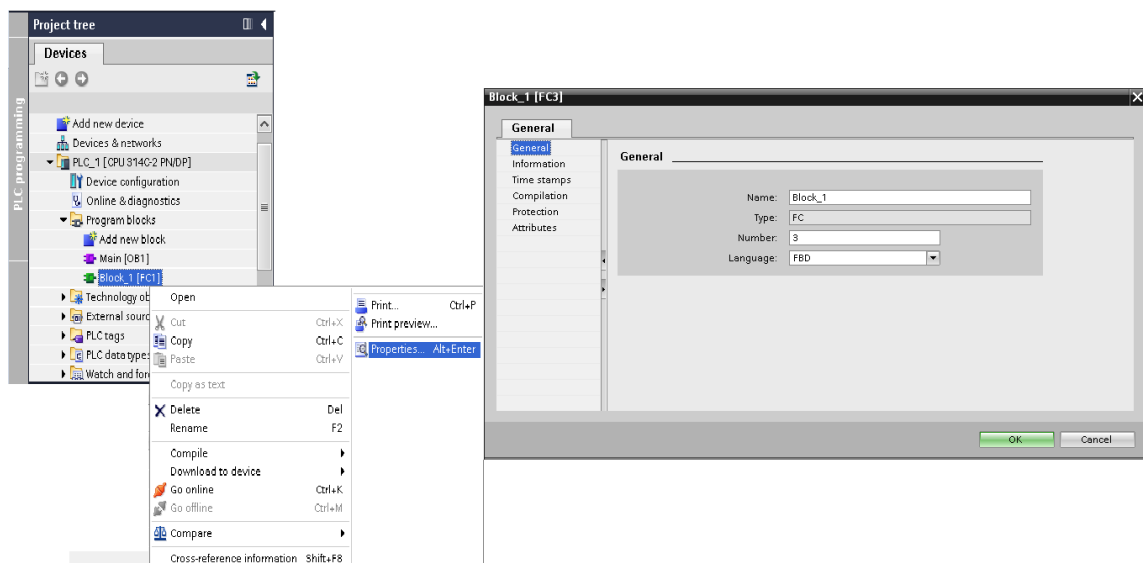 Project tree
Devices
PLC programming
Add new device
Devices & networks
PLC_1 [CPU 314C-2 PN/DP]
Device configuration
Online & diagnostics
Program blocks
Add new block
Main [OB1]
Block_1 [FC1]
Technology ob
External sourc
PLC tags
PLC data types
Watch and for
Open
Cut Ctrl+X
Copy Ctrl+C
Paste Ctrl+V
Copy as text
Delete Del
Rename F2
Compile
Download to device
Go online Ctrl+K
Go offline Ctrl+M
Compare
Cross-reference information Shift+F8
Print... Ctrl+P
Print preview...
Properties... Alt+Enter
Block_1 [FC3]
General
General
Information
Time stamps
Compilation
Protection
Attributes
General
Name: Block_1
Type: FC
Number: 3
Language: FBD
OK Cancel